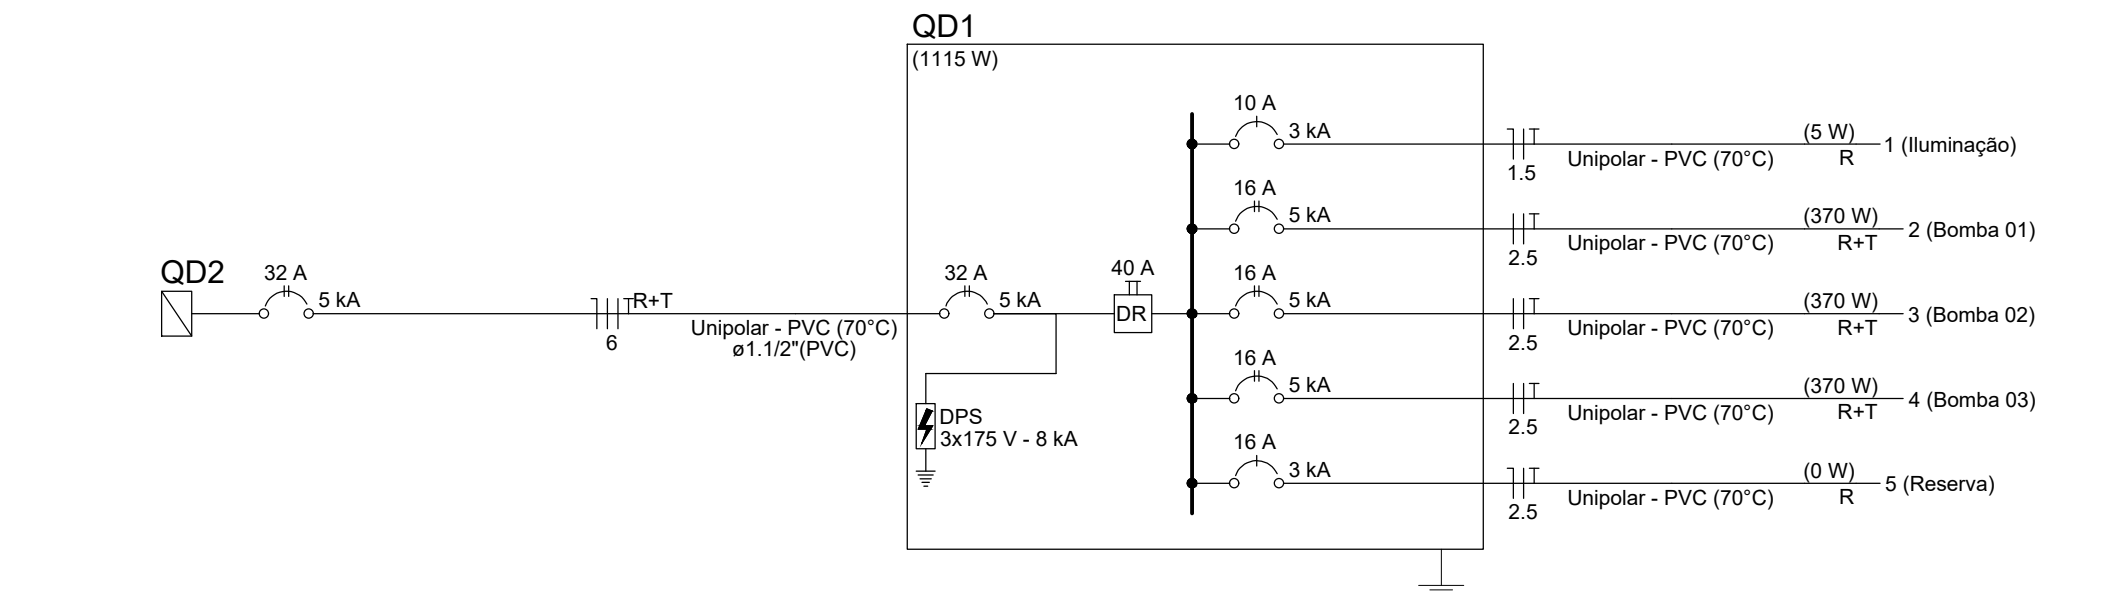 QD1
(1115 W)
10 A
3 kA
1.5
Unipolar - PVC (70°C)
(5 W)
R
1 (Iluminação)
16 A
5 kA
2.5
Unipolar - PVC (70°C)
(370 W)
R+T
2 (Bomba 01)
QD2
32 A
5 kA
R+T
6
Unipolar - PVC (70°C)
ø1.1/2"(PVC)
32 A
5 kA
40 A
DR
16 A
5 kA
2.5
Unipolar - PVC (70°C)
(370 W)
R+T
3 (Bomba 02)
16 A
5 kA
2.5
Unipolar - PVC (70°C)
(370 W)
R+T
4 (Bomba 03)
DPS
3x175 V - 8 kA
16 A
3 kA
2.5
Unipolar - PVC (70°C)
(0 W)
R
5 (Reserva)